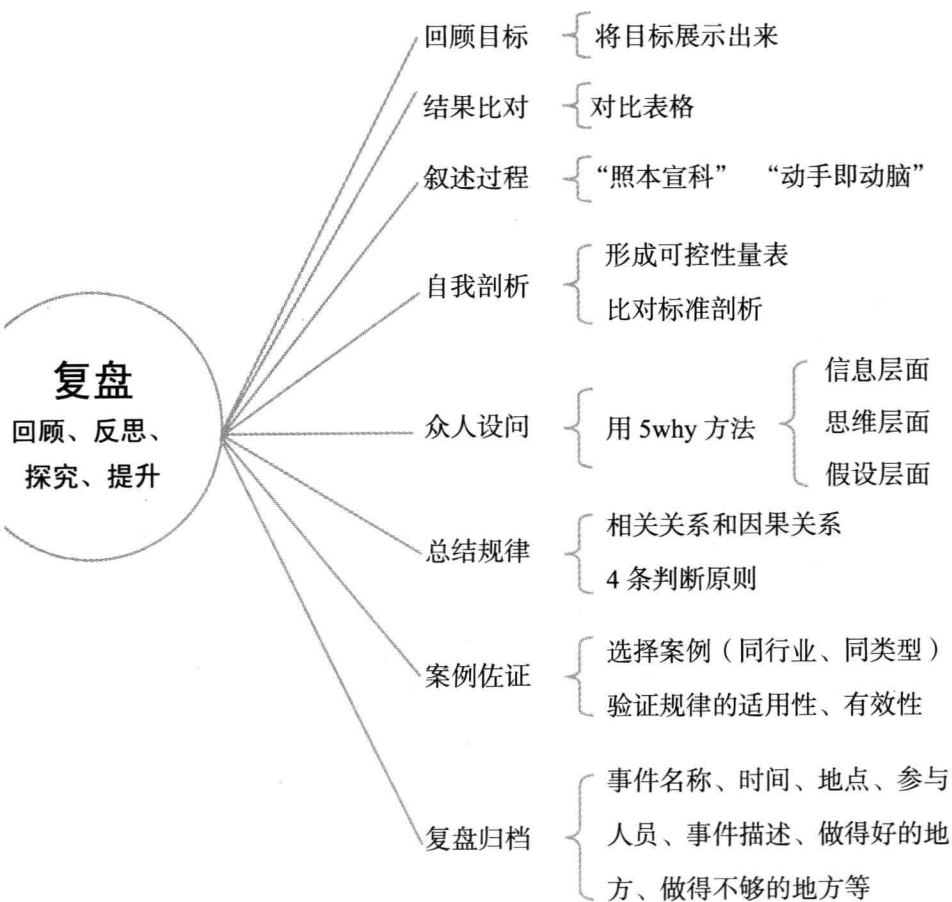 复盘
回顾、反思、
探究、提升
回顾目标
将目标展示出来
结果比对
对比表格
叙述过程
“照本宣科” “动手即动脑”
自我剖析
形成可控性量表
比对标准剖析
众人设问
用 5why 方法
信息层面
思维层面
假设层面
总结规律
相关关系和因果关系
4 条判断原则
案例佐证
选择案例（同行业、同类型）
验证规律的适用性、有效性
复盘归档
事件名称、时间、地点、参与
人员、事件描述、做得好的地
方、做得不够的地方等